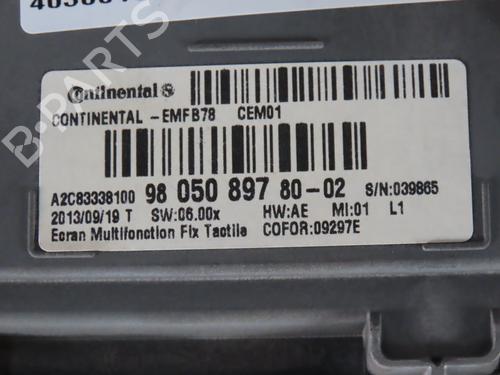 Continental
CONTINENTAL -EMFB78 CEM01
A2C83338100 98 050 897 80-02 S/N:039865
2013/09/19 T SW:06.00x HW:AE MI:01 L1
Ecran Multifonction Fix Tactile COFOR:09297E
B-PARTS